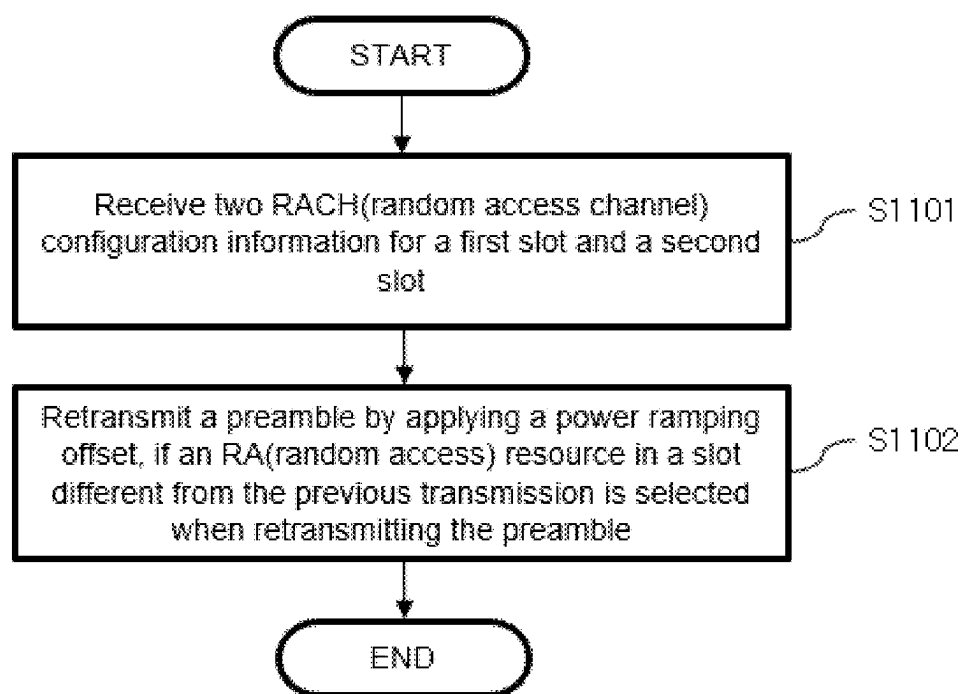 START
Receive two RACH(random access channel)
configuration information for a first slot and a second
slot
S1101
Retransmit a preamble by applying a power ramping
offset, if an RA(random access) resource in a slot
different from the previous transmission is selected
when retransmitting the preamble
S1102
END